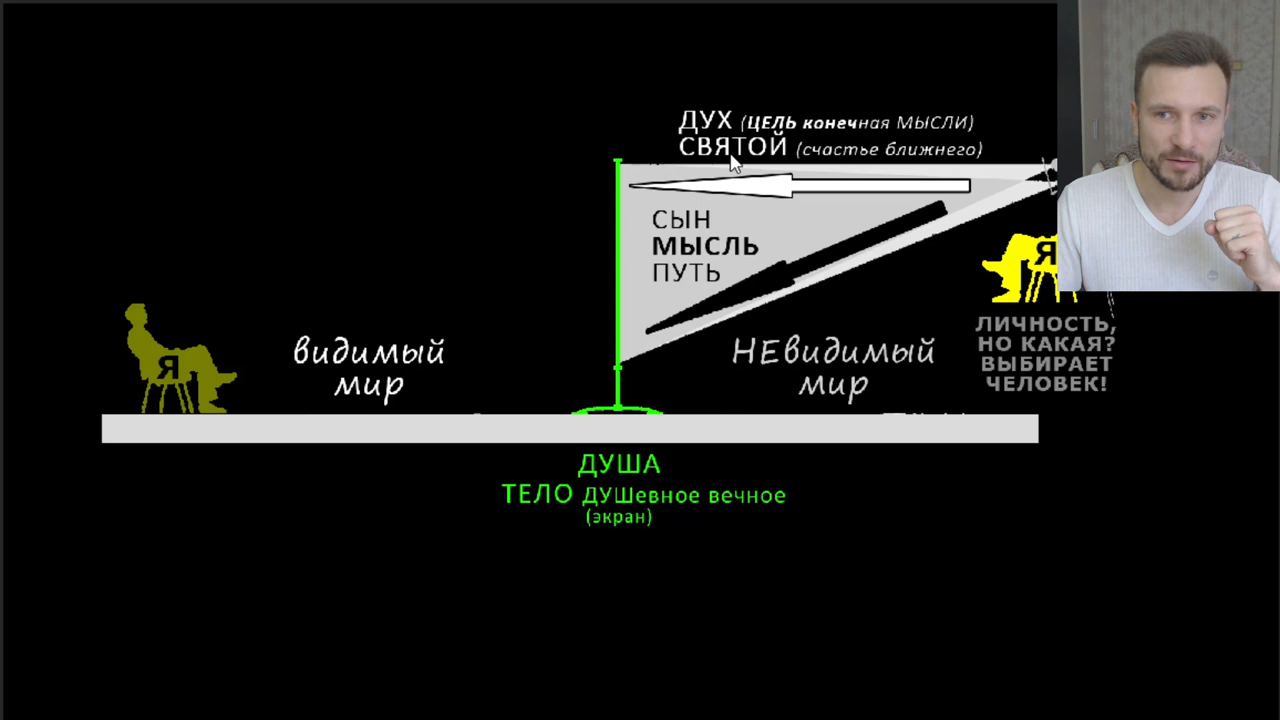 ДУХ (ЦЕЛЬ конечная МЫСЛИ)
СВЯТОЙ (счастье ближнего)
СЫН
МЫСЛЬ
ПУТЬ
Я
Я
видимый
мир
НЕвидимый
мир
ЛИЧНОСТЬ,
НО КАКАЯ?
ВЫБИРАЕТ
ЧЕЛОВЕК!
ДУША
ТЕЛО ДУШевное вечное
(экран)